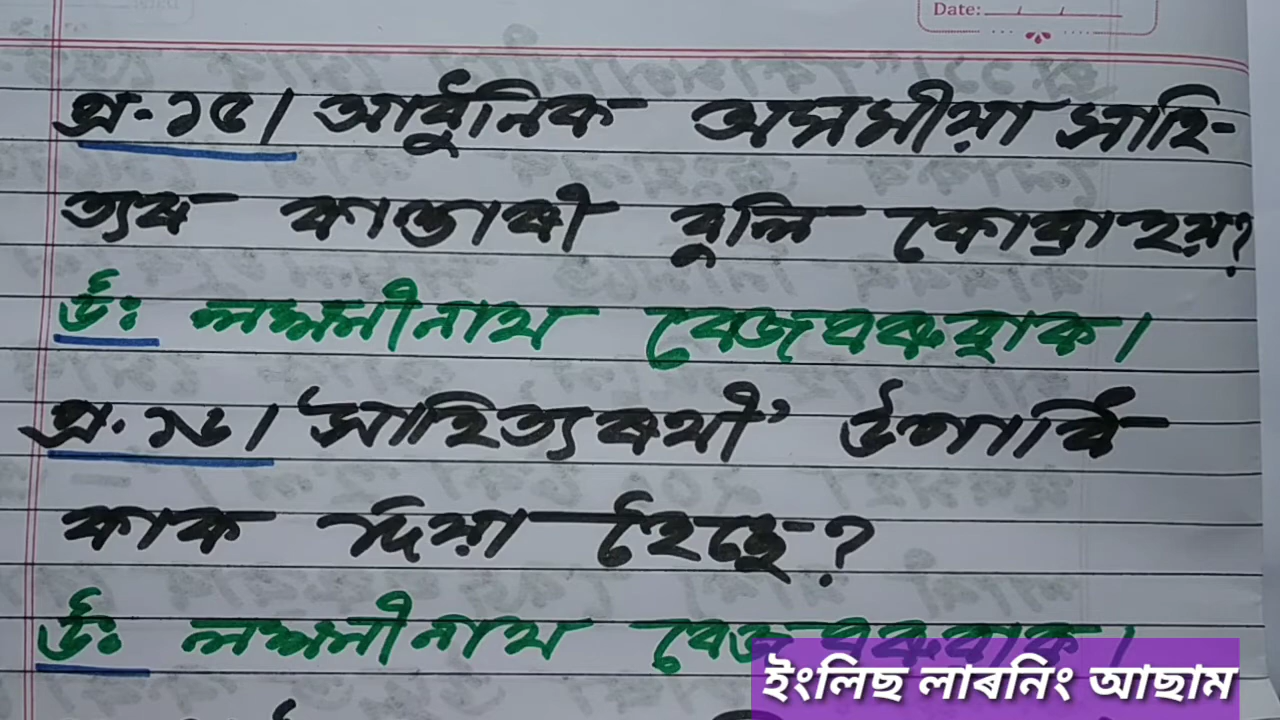 Date:
প্ৰ.১৫। আধুনিক অসমীয়া সাহি-
ত্যৰ কাণ্ডাৰী বুলি কোৱা হয়?
উঃ লক্ষ্মীনাথ বেজবৰুৱাক।
প্ৰ.১৬। 'সাহিত্যৰথী' উপাধি
কাক দিয়া হৈছে?
উঃ লক্ষ্মীনাথ বেজবৰুৱাক।
ইংলিছ লাৰনিং আছাম